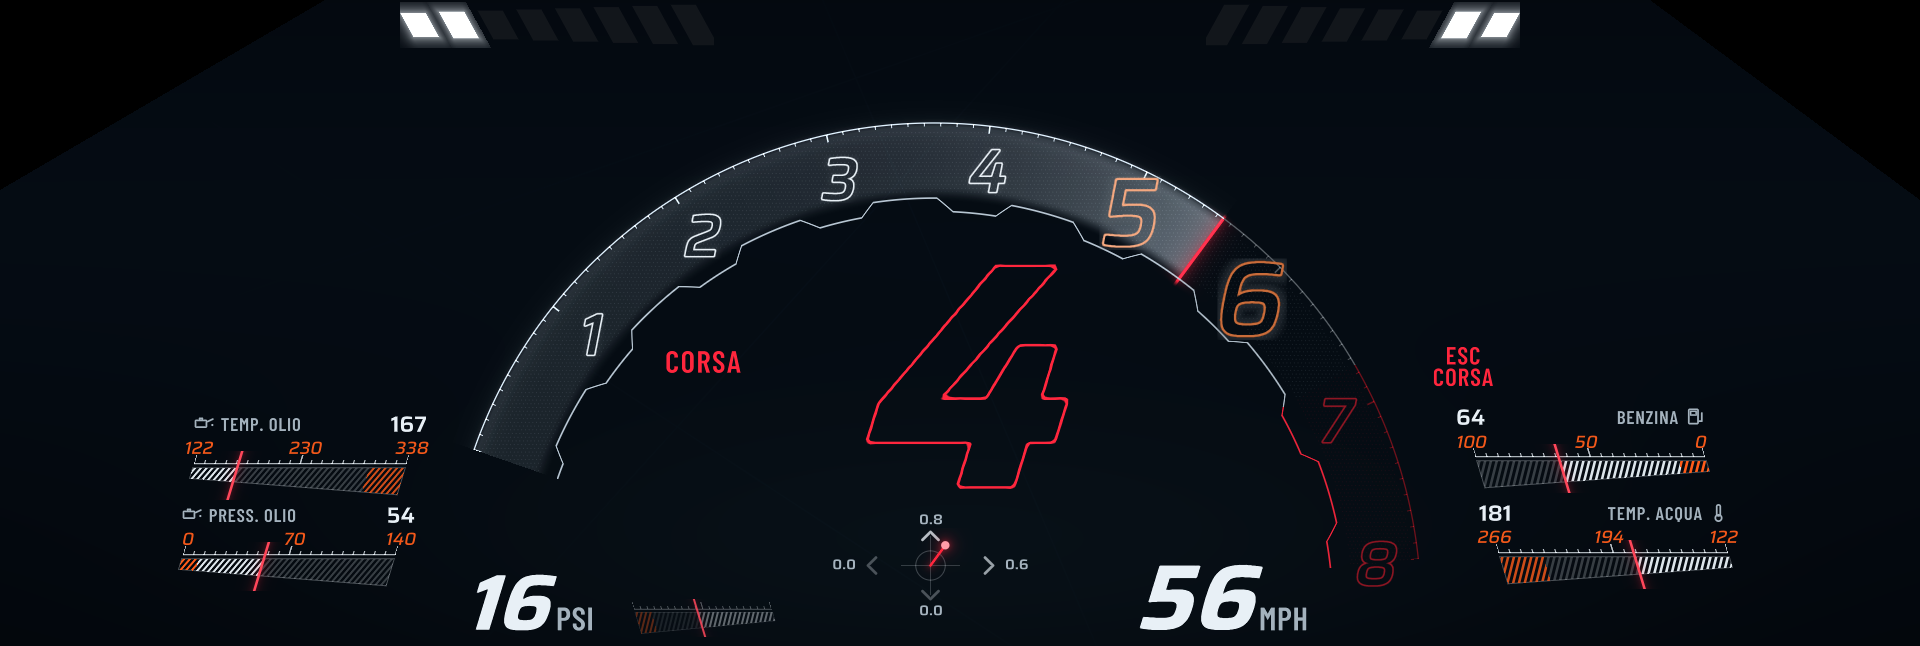 1
2
3
4
5
6
7
8
4
CORSA
ESC
CORSA
TEMP. OLIO 167
122 230 338
PRESS. OLIO 54
0 70 140
64 BENZINA
100 50 0
181 TEMP. ACQUA
266 194 122
0.8
0.0 0.6
0.0
16 PSI
56 MPH